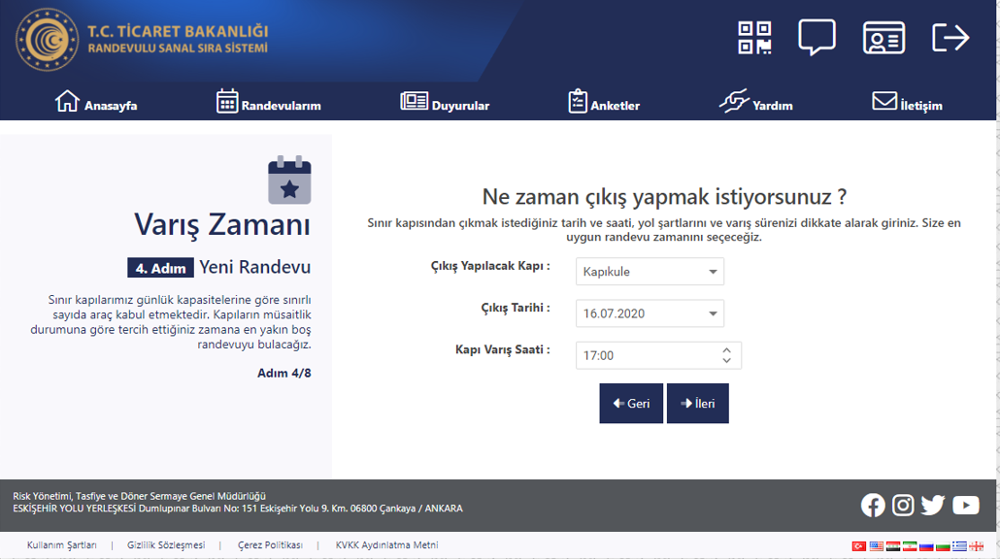 T.C. TİCARET BAKANLIĞI
RANDEVULU SANAL SIRA SİSTEMİ
Anasayfa
Randevularım
Duyurular
Anketler
Yardım
İletişim
Varış Zamanı
4. Adım Yeni Randevu
Sınır kapılarımız günlük kapasitelerine göre sınırlı
sayıda araç kabul etmektedir. Kapıların müsaitlik
durumuna göre tercih ettiğiniz zamana en yakın boş
randevuyu bulacağız.
Adım 4/8
Ne zaman çıkış yapmak istiyorsunuz ?
Sınır kapısından çıkmak istediğiniz tarih ve saati, yol şartlarını ve varış sürenizi dikkate alarak giriniz. Size en
uygun randevu zamanını seçeceğiz.
Çıkış Yapılacak Kapı : Kapıkule
Çıkış Tarihi : 16.07.2020
Kapı Varış Saati : 17:00
Geri
İleri
Risk Yönetimi, Tasfiye ve Döner Sermaye Genel Müdürlüğü
ESKİŞEHİR YOLU YERLEŞKESİ Dumlupınar Bulvarı No: 151 Eskişehir Yolu 9. Km. 06800 Çankaya / ANKARA
Kullanım Şartları | Gizlilik Sözleşmesi | Çerez Politikası | KVKK Aydınlatma Metni